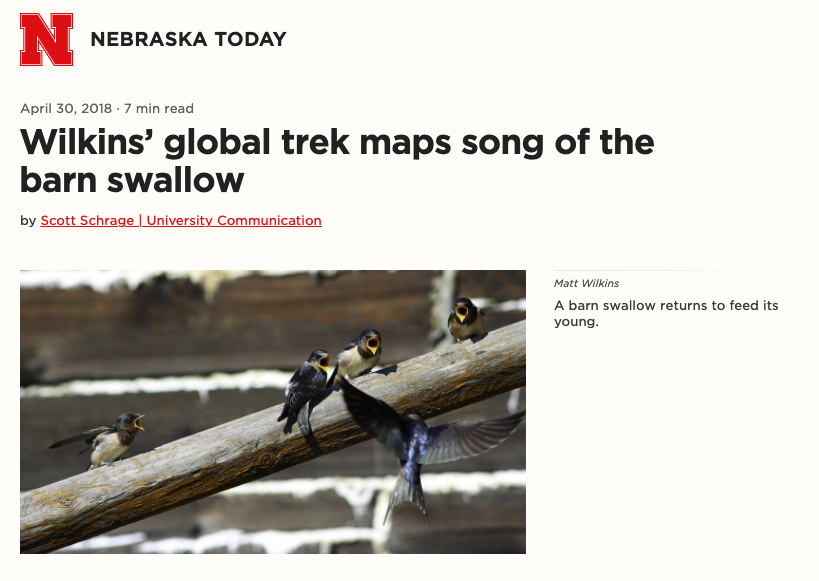 N
NEBRASKA TODAY
April 30, 2018 · 7 min read
Wilkins’ global trek maps song of the
barn swallow
by Scott Schrage | University Communication
Matt Wilkins
A barn swallow returns to feed its
young.